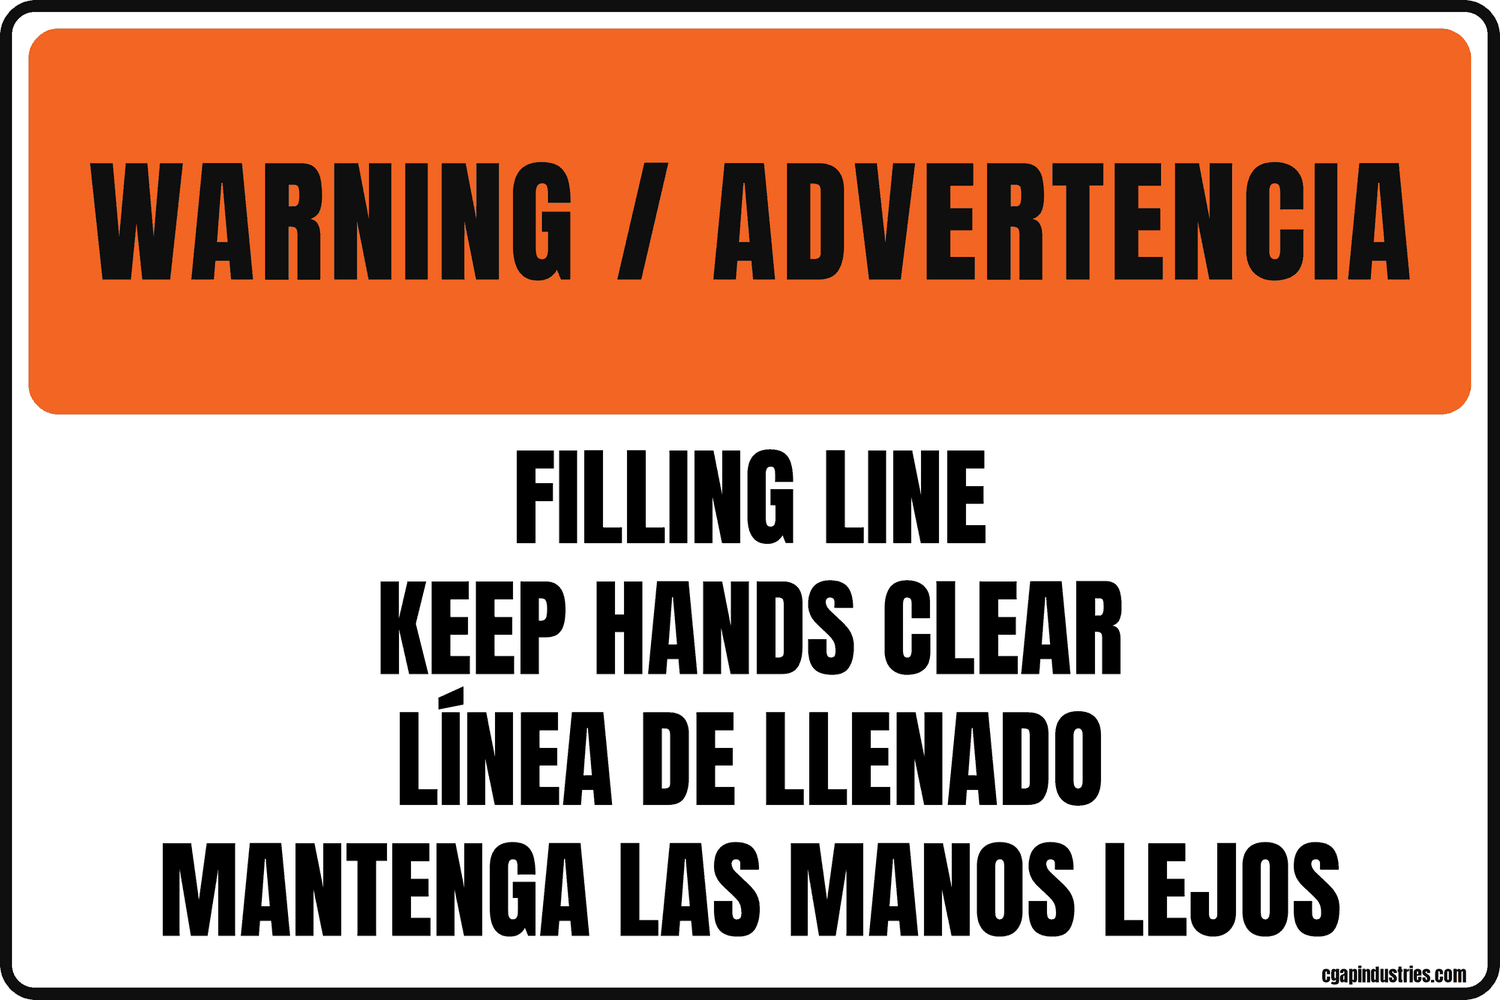 WARNING / ADVERTENCIA
FILLING LINE
KEEP HANDS CLEAR
LÍNEA DE LLENADO
MANTENGA LAS MANOS LEJOS
cgapindustries.com